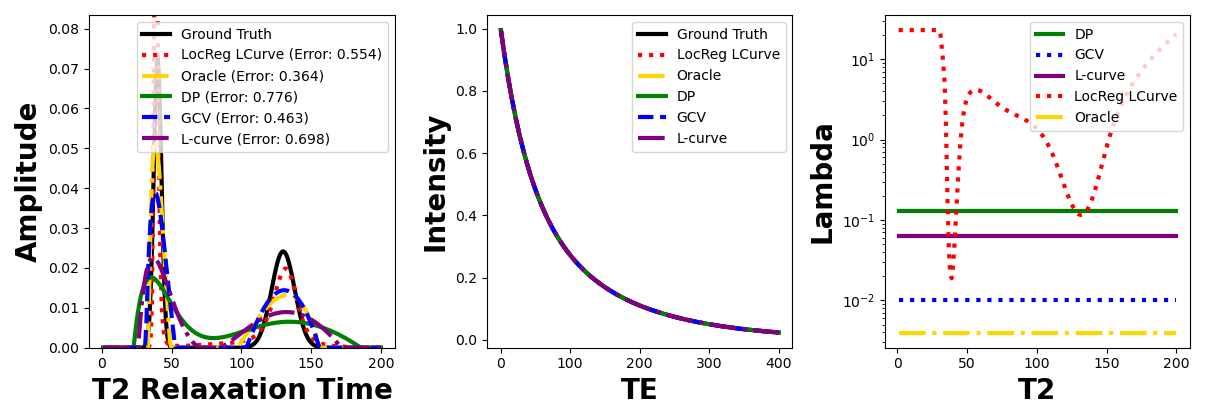 Amplitude
0.08
0.07
0.06
0.05
0.04
0.03
0.02
0.01
0.00
0
50
100
150
200
T2 Relaxation Time
Ground Truth
LocReg LCurve (Error: 0.554)
Oracle (Error: 0.364)
DP (Error: 0.776)
GCV (Error: 0.463)
L-curve (Error: 0.698)
Intensity
1.0
0.8
0.6
0.4
0.2
0.0
0
100
200
300
400
TE
Ground Truth
LocReg LCurve
Oracle
DP
GCV
L-curve
Lambda
10¹
10⁰
10⁻¹
10⁻²
0
50
100
150
200
T2
DP
GCV
L-curve
LocReg LCurve
Oracle